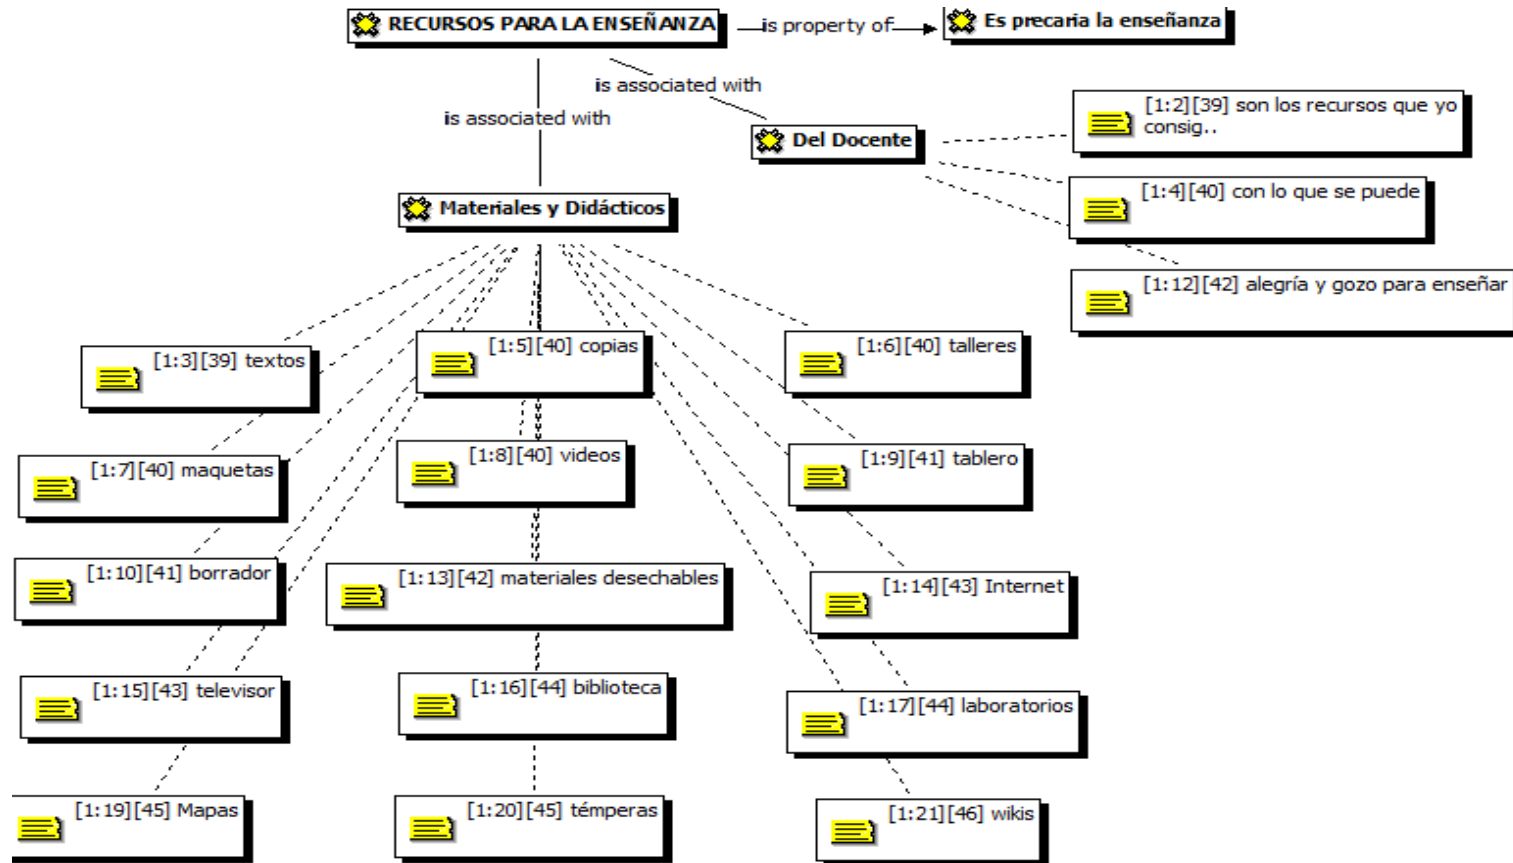 RECURSOS PARA LA ENSEÑANZA
is property of
Es precaria la enseñanza
is associated with
is associated with
Del Docente
[1:2][39] son los recursos que yo
consig..
[1:4][40] con lo que se puede
[1:12][42] alegría y gozo para enseñar
Materiales y Didácticos
[1:3][39] textos
[1:5][40] copias
[1:6][40] talleres
[1:7][40] maquetas
[1:8][40] videos
[1:9][41] tablero
[1:10][41] borrador
[1:13][42] materiales desechables
[1:14][43] Internet
[1:15][43] televisor
[1:16][44] biblioteca
[1:17][44] laboratorios
[1:19][45] Mapas
[1:20][45] témperas
[1:21][46] wikis